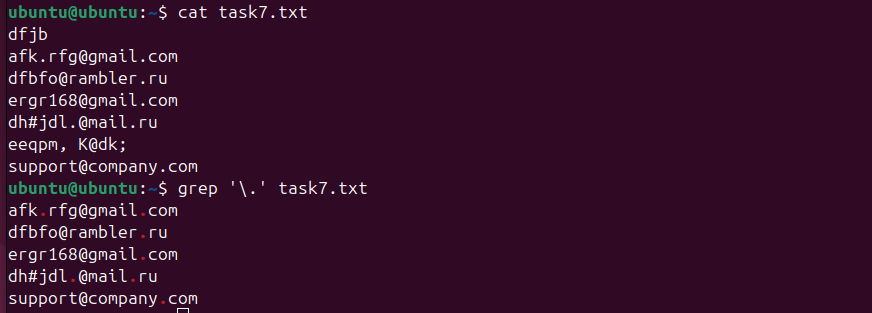 ubuntu@ubuntu:~$ cat task7.txt
dfjb
afk.rfg@gmail.com
dfbfo@rambler.ru
ergr168@gmail.com
dh#jdl.@mail.ru
eeqpm, K@dk;
support@company.com
ubuntu@ubuntu:~$ grep '\.' task7.txt
afk.rfg@gmail.com
dfbfo@rambler.ru
ergr168@gmail.com
dh#jdl.@mail.ru
support@company.com